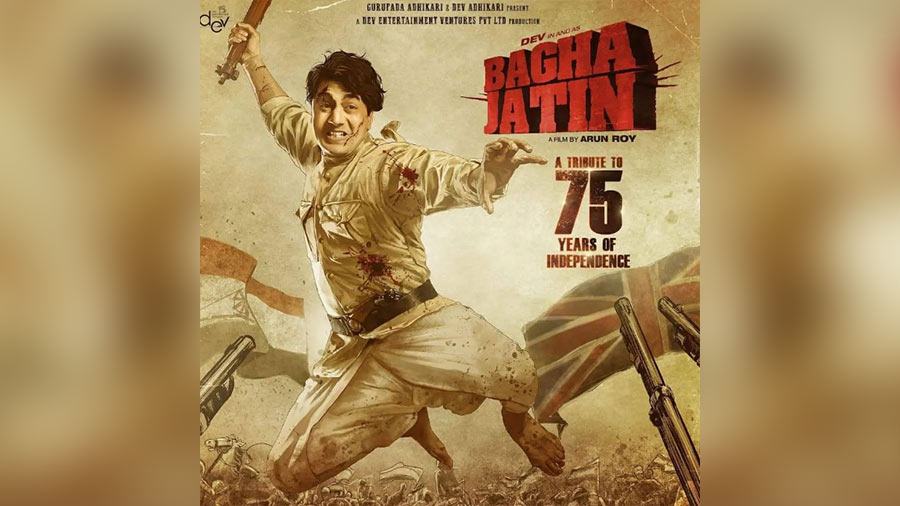 dev
GURUPADA ADHIKARI & DEV ADHIKARI PRESENT
A DEV ENTERTAINMENT VENTURES PVT LTD PRODUCTION
DEV IN AND AS
BAGHA
JATIN
A FILM BY ARUN ROY
A TRIBUTE TO
75
YEARS OF
INDEPENDENCE